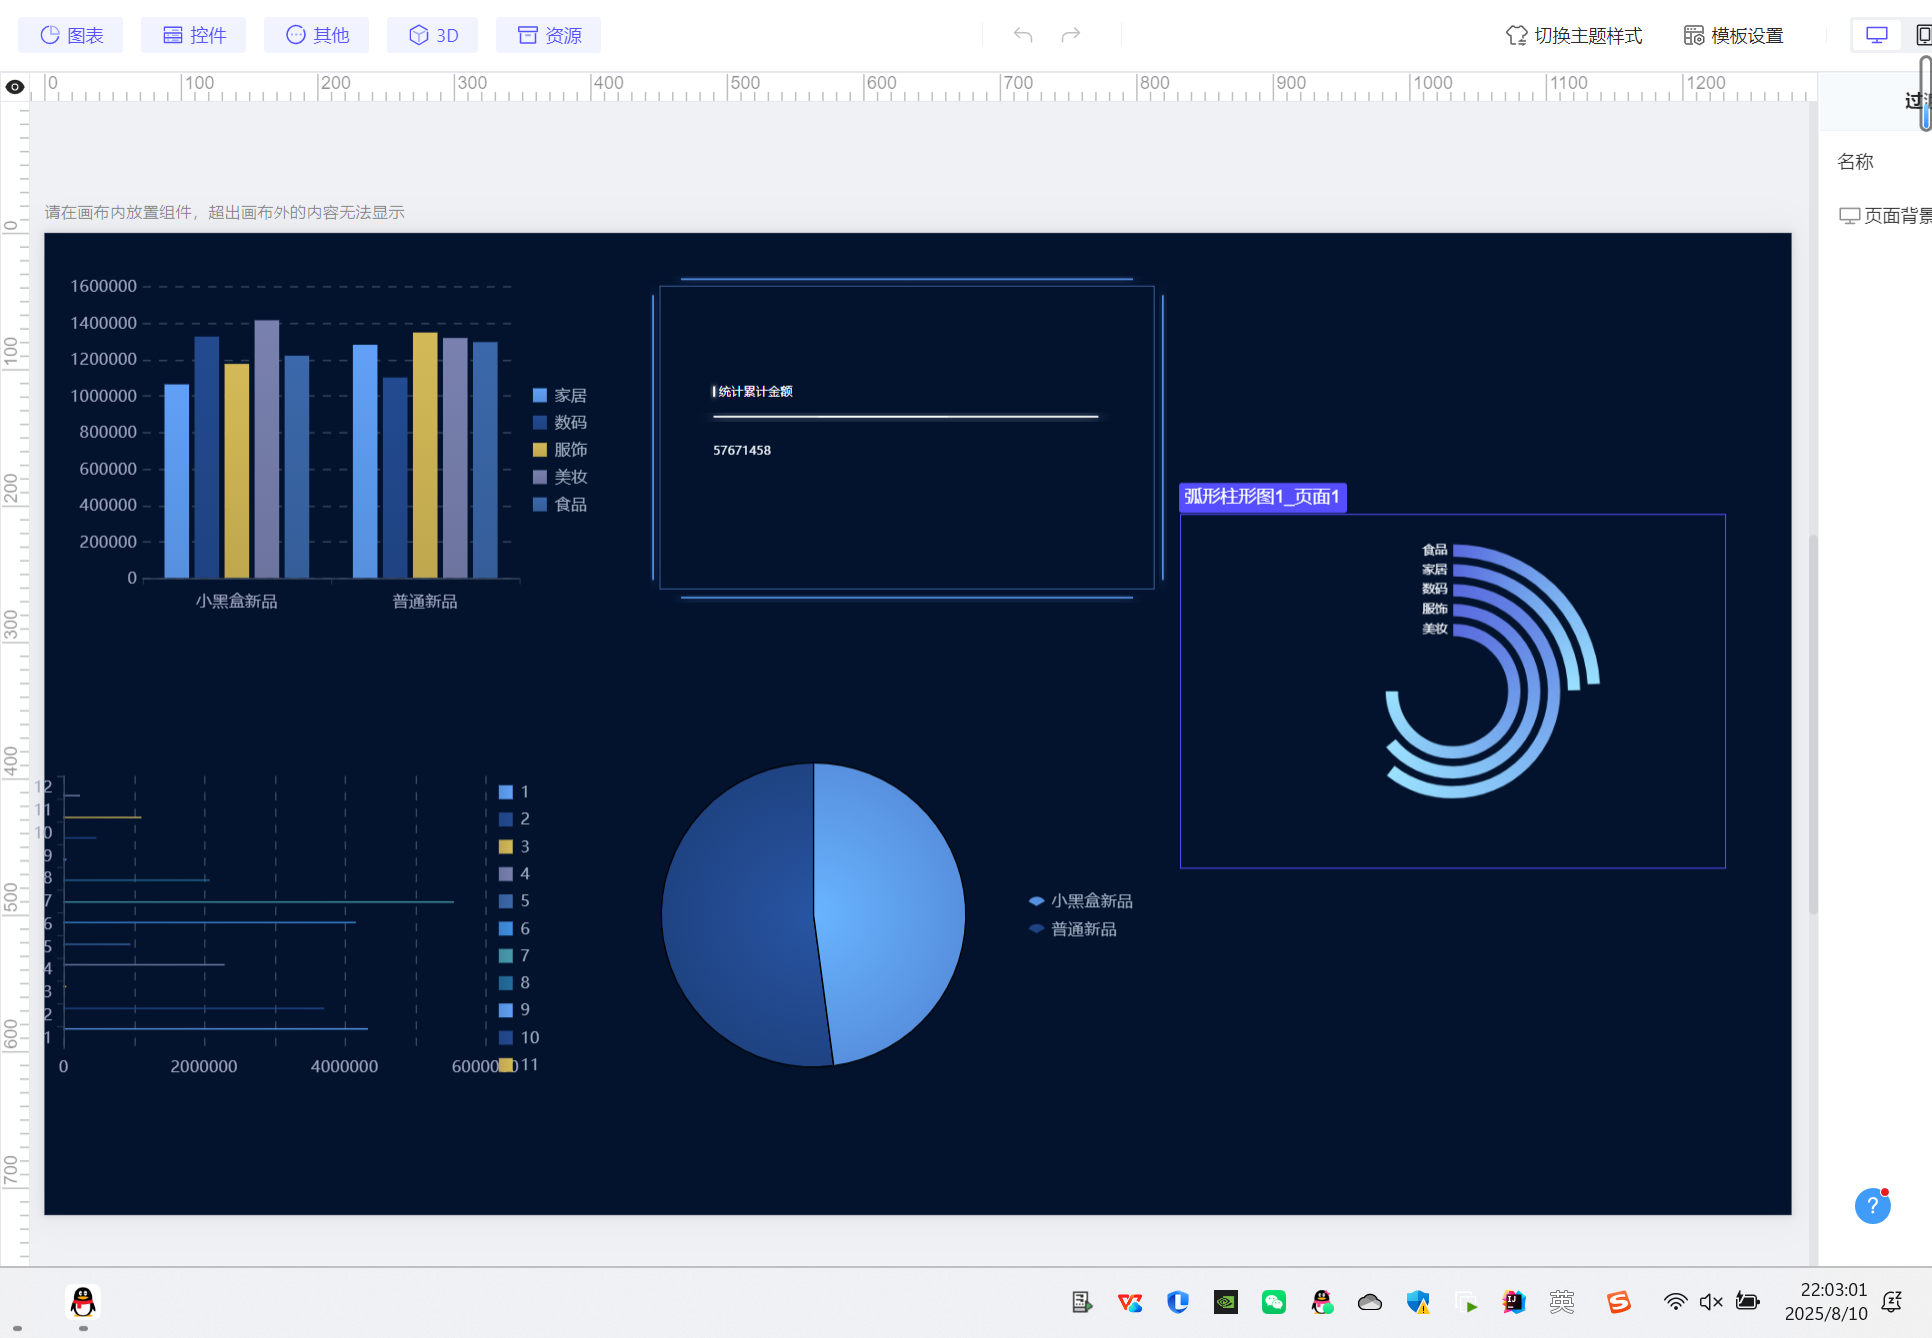 图表 控件 其他 3D 资源 切换主题样式 模板设置
0 100 200 300 400 500 600 700 800 900 1000 1100 1200
名称
页面背景
请在画布内放置组件，超出画布外的内容无法显示
0
100
200
300
400
500
600
700
1600000
1400000
1200000
1000000
800000
600000
400000
200000
0
小黑盒新品 普通新品
家居
数码
服饰
美妆
食品
统计累计金额
57671458
弧形柱形图1_页面1
食品
家居
数码
服饰
美妆
12
11
10
9
8
7
6
5
4
3
2
1
0 2000000 4000000
1
2
3
4
5
6
7
8
9
10
11
小黑盒新品
普通新品
?
英
22:03:01
2025/8/10